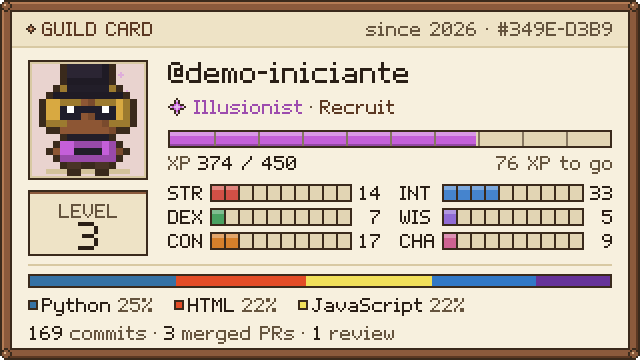 GUILD CARD since 2026 · #349E-D3B9
@demo-iniciante
Illusionist · Recruit
XP 374 / 450 76 XP to go
LEVEL
3
STR 14 INT 33
DEX 7 WIS 5
CON 17 CHA 9
Python 25% HTML 22% JavaScript 22%
169 commits · 3 merged PRs · 1 review